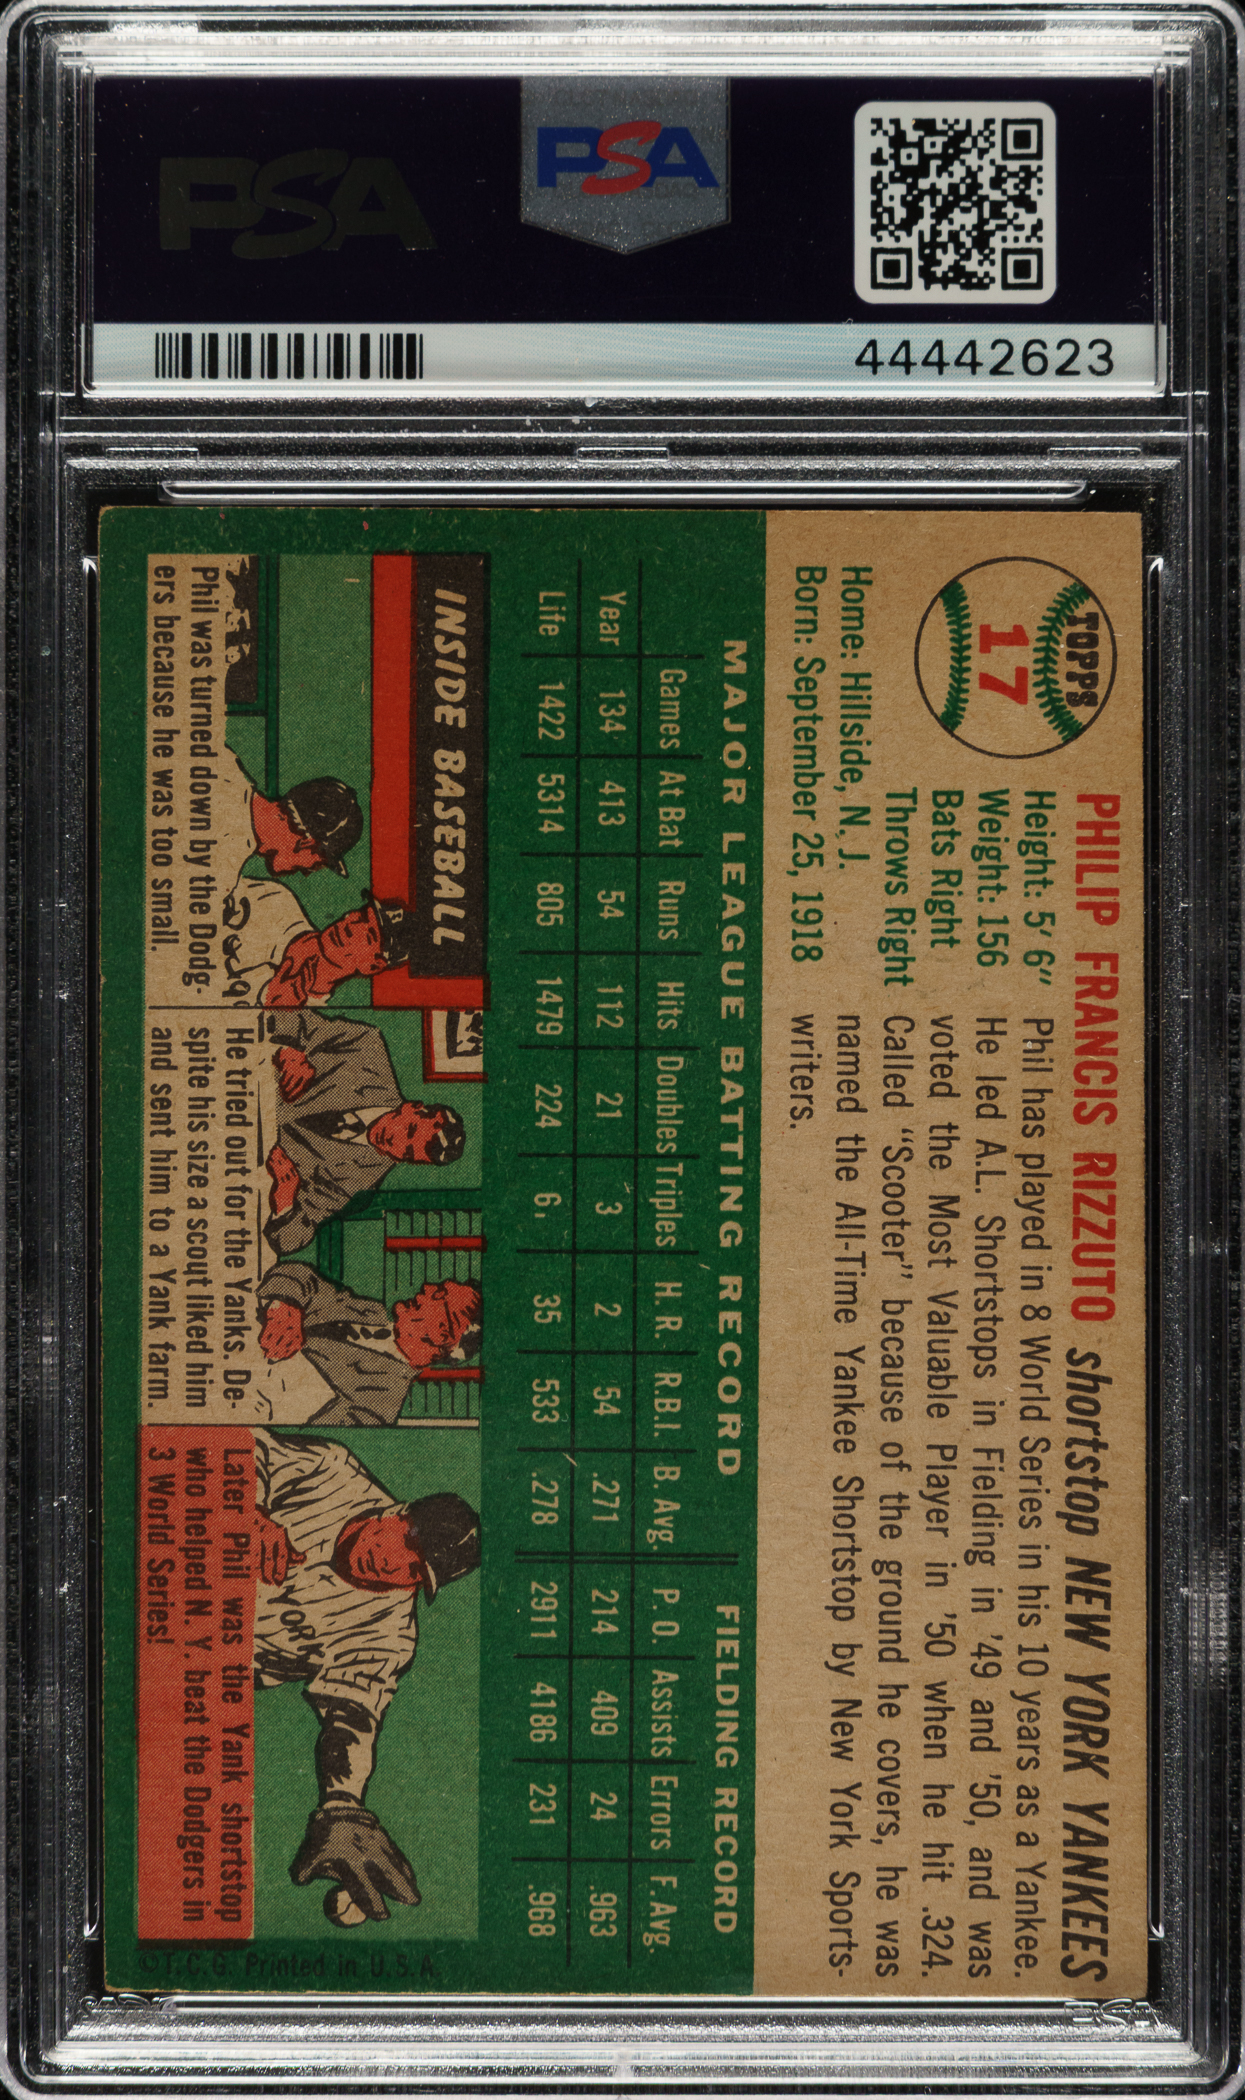 PSA
PSA
44442623
TOPPS
17
PHILIP FRANCIS RIZZUTO shortstop NEW YORK YANKEES
Height: 5' 6"
Weight: 156
Bats Right
Throws Right
Home: Hillside, N. J.
Born: September 25, 1918
Phil has played in 8 World Series in his 10 years as a Yankee.
He led A.L. Shortstops in Fielding in '49 and '50, and was
voted the Most Valuable Player in '50 when he hit .324.
Called "Scooter" because of the ground he covers, he was
named the All-Time Yankee Shortstop by New York Sports-
writers.
MAJOR LEAGUE BATTING RECORD FIELDING RECORD
Games At Bat Runs Hits Doubles Triples H. R. R.B.I. B. Avg. P. O. Assists Errors F. Avg.
Year 134 413 54 112 21 3 2 54 .271 214 409 24 .963
Life 1422 5314 805 1479 224 6. 35 533 .278 2911 4186 231 .968
INSIDE BASEBALL
B
Phil was turned down by the Dodg-
ers because he was too small.
He tried out for the Yanks. De-
spite his size a scout liked him
and sent him to a Yank farm.
YORK
Later Phil was the Yank shortstop
who helped N. Y. beat the Dodgers in
3 World Series!
©T.C.G. Printed in U.S.A.
PSA